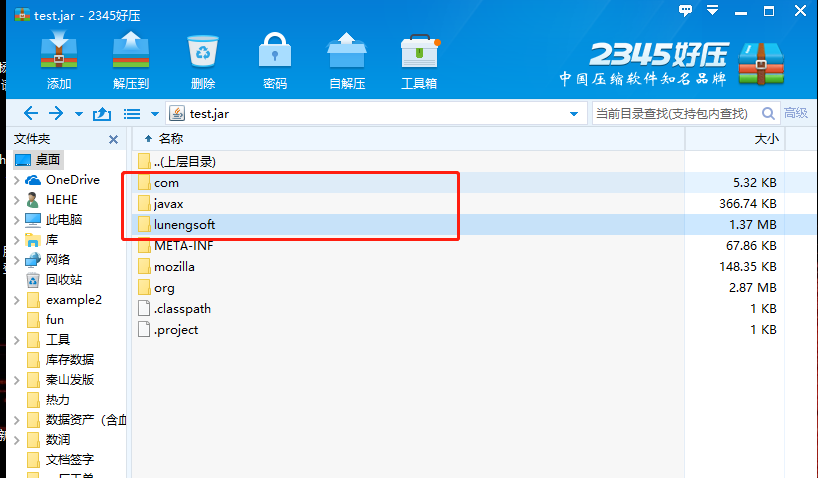 test.jar - 2345好压
添加 解压到 删除 密码 自解压 工具箱
2345好压
中国压缩软件知名品牌
test.jar 当前目录查找(支持包内查找) 高级
文件夹 名称 大小
桌面 ..(上层目录)
OneDrive com 5.32 KB
HEHE javax 366.74 KB
此电脑 lunengsoft 1.37 MB
库 META-INF 67.86 KB
网络 mozilla 148.35 KB
回收站 org 2.87 MB
example2 .classpath 1 KB
fun .project 1 KB
工具
库存数据
秦山发版
热力
数据资产（含血
数润
文档签字